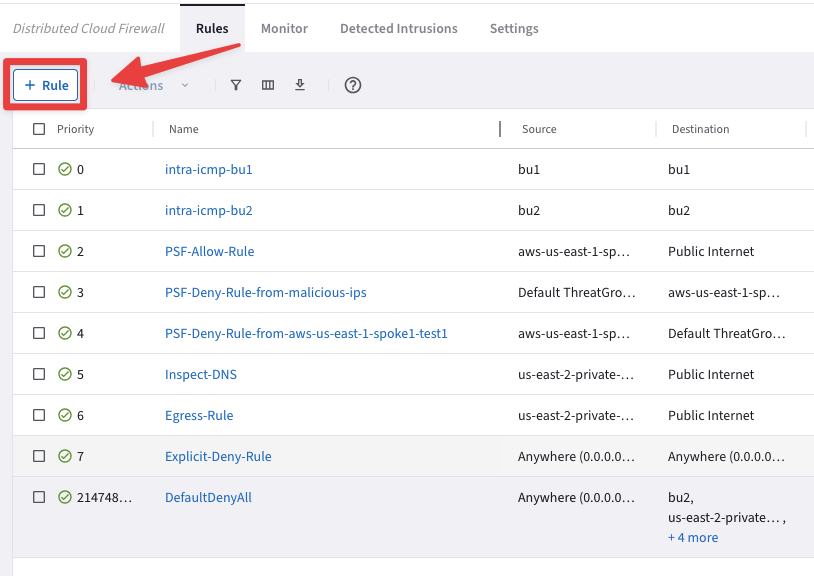 Distributed Cloud Firewall Rules Monitor Detected Intrusions Settings
+ Rule Actions
Priority Name Source Destination
0 intra-icmp-bu1 bu1 bu1
1 intra-icmp-bu2 bu2 bu2
2 PSF-Allow-Rule aws-us-east-1-sp… Public Internet
3 PSF-Deny-Rule-from-malicious-ips Default ThreatGro… aws-us-east-1-sp…
4 PSF-Deny-Rule-from-aws-us-east-1-spoke1-test1 aws-us-east-1-sp… Default ThreatGro…
5 Inspect-DNS us-east-2-private-… Public Internet
6 Egress-Rule us-east-2-private-… Public Internet
7 Explicit-Deny-Rule Anywhere (0.0.0.0… Anywhere (0.0.0.0…
214748… DefaultDenyAll Anywhere (0.0.0.0… bu2,
us-east-2-private… ,
+ 4 more